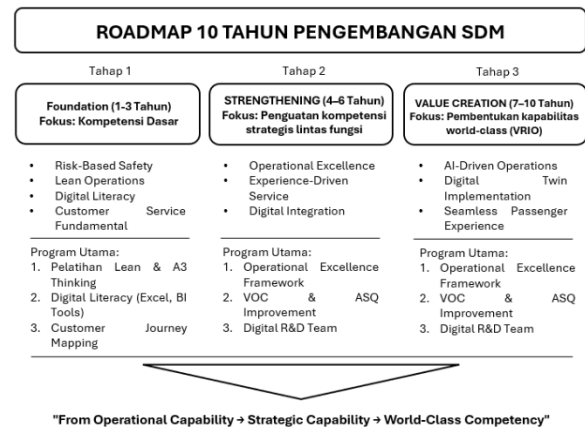 ROADMAP 10 TAHUN PENGEMBANGAN SDM
Tahap 1
Foundation (1-3 Tahun)
Fokus: Kompetensi Dasar
• Risk-Based Safety
• Lean Operations
• Digital Literacy
• Customer Service
Fundamental
Program Utama:
1. Pelatihan Lean & A3
Thinking
2. Digital Literacy (Excel, BI
Tools)
3. Customer Journey
Mapping
Tahap 2
STRENGTHENING (4–6 Tahun)
Fokus: Penguatan kompetensi
strategis lintas fungsi
• Operational Excellence
• Experience-Driven
Service
• Digital Integration
Program Utama:
1. Operational Excellence
Framework
2. VOC & ASQ
Improvement
3. Digital R&D Team
Tahap 3
VALUE CREATION (7–10 Tahun)
Fokus: Pembentukan kapabilitas
world-class (VRIO)
• AI-Driven Operations
• Digital Twin
Implementation
• Seamless Passenger
Experience
Program Utama:
1. Operational Excellence
Framework
2. VOC & ASQ
Improvement
3. Digital R&D Team
"From Operational Capability → Strategic Capability → World-Class Competency"